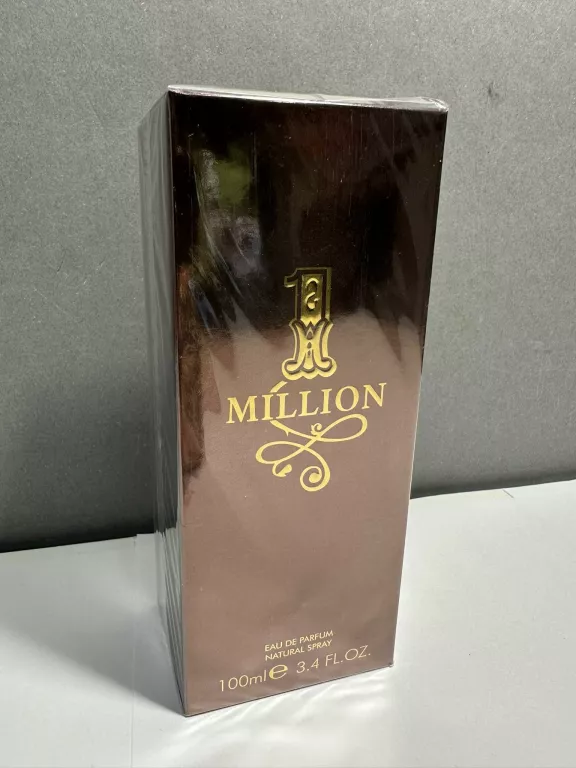 1
MILLION
EAU DE PARFUM
NATURAL SPRAY
100ml℮ 3.4 FL.OZ.